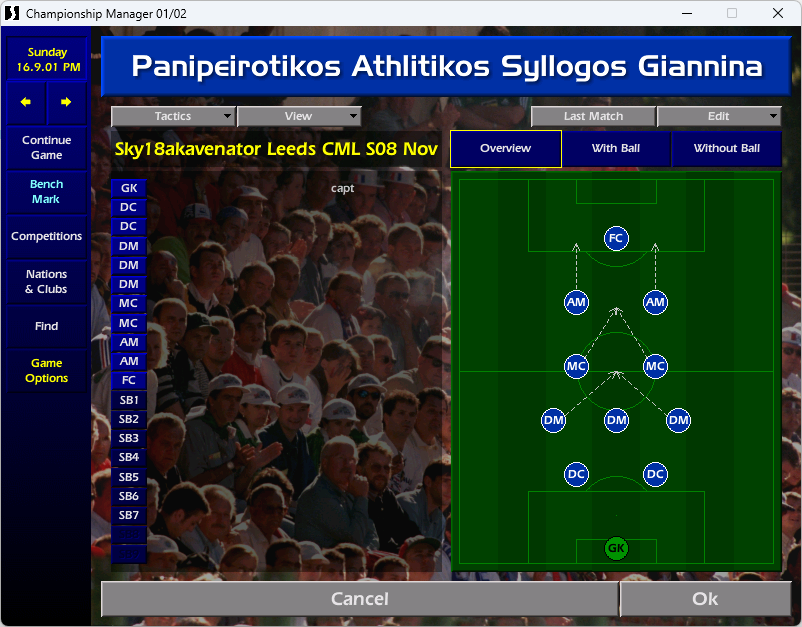 Championship Manager 01/02
Sunday
16.9.01 PM
Continue
Game
Bench
Mark
Competitions
Nations
& Clubs
Find
Game
Options
Panipeirotikos Athlitikos Syllogos Giannina
Tactics
View
Last Match
Edit
Sky18akavenator Leeds CML S08 Nov
Overview
With Ball
Without Ball
GK capt
DC
DC
DM
DM
DM
MC
MC
AM
AM
FC
SB1
SB2
SB3
SB4
SB5
SB6
SB7
FC
AM AM
MC MC
DM DM DM
DC DC
GK
Cancel
Ok